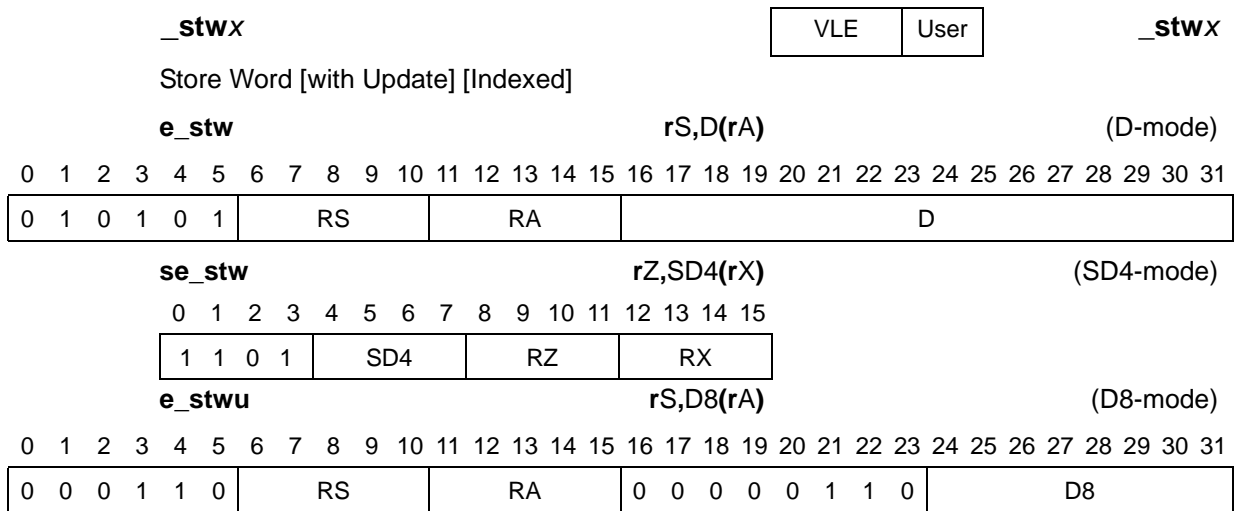 _stwx VLE User _stwx
Store Word [with Update] [Indexed]
e_stw rS,D(rA) (D-mode)
0 1 2 3 4 5 6 7 8 9 10 11 12 13 14 15 16 17 18 19 20 21 22 23 24 25 26 27 28 29 30 31
0 1 0 1 0 1 RS RA D
se_stw rZ,SD4(rX) (SD4-mode)
0 1 2 3 4 5 6 7 8 9 10 11 12 13 14 15
1 1 0 1 SD4 RZ RX
e_stwu rS,D8(rA) (D8-mode)
0 1 2 3 4 5 6 7 8 9 10 11 12 13 14 15 16 17 18 19 20 21 22 23 24 25 26 27 28 29 30 31
0 0 0 1 1 0 RS RA 0 0 0 0 0 1 1 0 D8